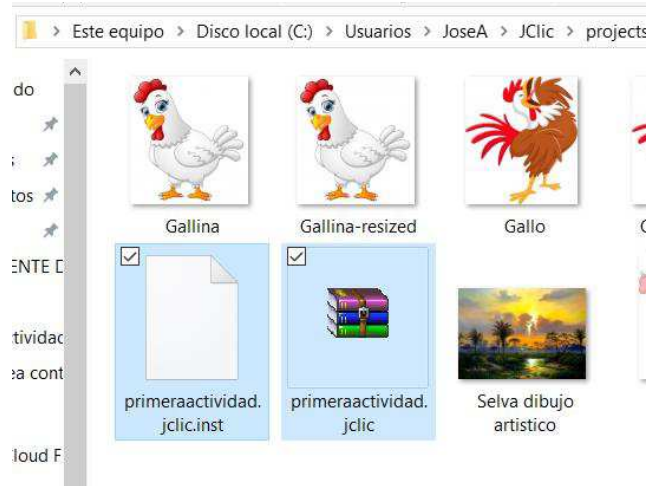 Este equipo > Disco local (C:) > Usuarios > JoseA > JClic > projects
do
s
tos
ENTE D
tividad
ea cont
loud F
Gallina
Gallina-resized
Gallo
primeraactividad.
jclic.inst
primeraactividad.
jclic
Selva dibujo
artistico